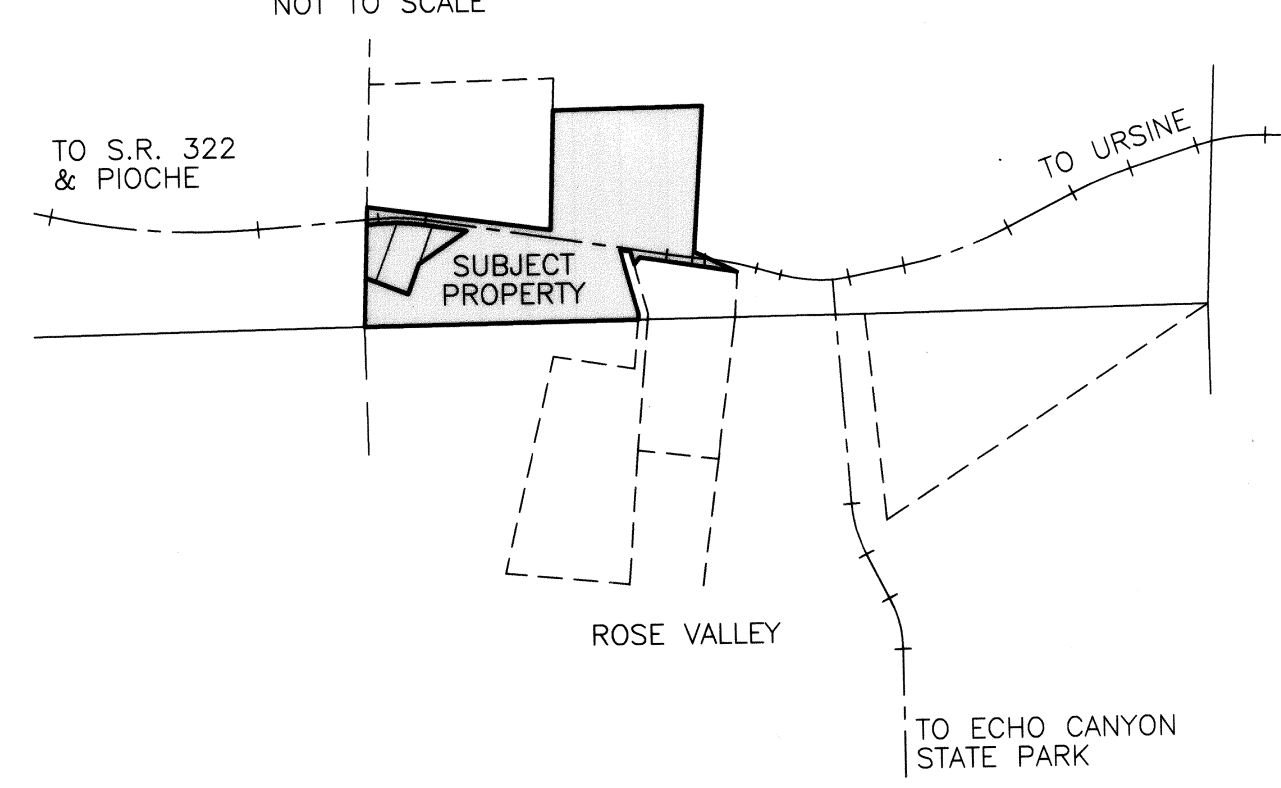 NOT TO SCALE
TO S.R. 322
& PIOCHE
TO URSINE
SUBJECT
PROPERTY
ROSE VALLEY
TO ECHO CANYON
STATE PARK